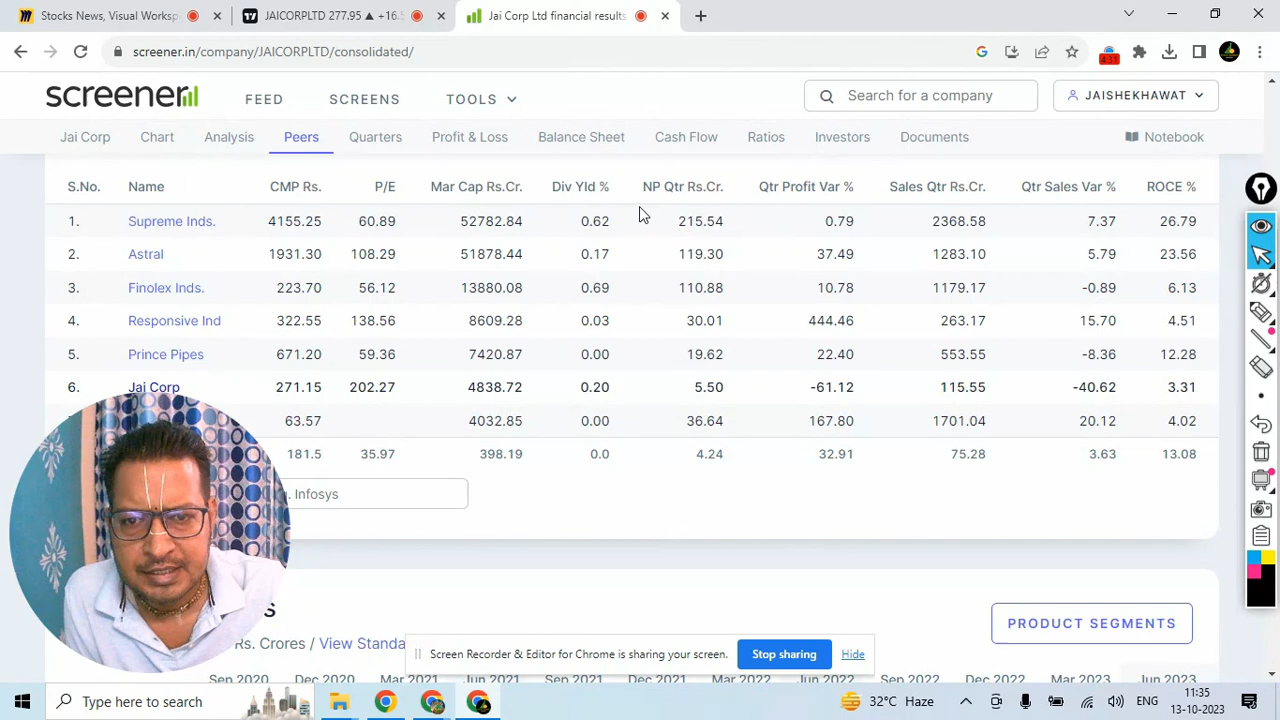 Stocks News, Visual Worksp
JAICORPLTD 277.95 ▲ +16.5
Jai Corp Ltd financial results
screener.in/company/JAICORPLTD/consolidated/
4:31
screener
FEED
SCREENS
TOOLS
Search for a company
JAISHEKHAWAT
Jai Corp Chart Analysis Peers Quarters Profit & Loss Balance Sheet Cash Flow Ratios Investors Documents Notebook
S.No. Name CMP Rs. P/E Mar Cap Rs.Cr. Div Yld % NP Qtr Rs.Cr. Qtr Profit Var % Sales Qtr Rs.Cr. Qtr Sales Var % ROCE %
1. Supreme Inds. 4155.25 60.89 52782.84 0.62 215.54 0.79 2368.58 7.37 26.79
2. Astral 1931.30 108.29 51878.44 0.17 119.30 37.49 1283.10 5.79 23.56
3. Finolex Inds. 223.70 56.12 13880.08 0.69 110.88 10.78 1179.17 -0.89 6.13
4. Responsive Ind 322.55 138.56 8609.28 0.03 30.01 444.46 263.17 15.70 4.51
5. Prince Pipes 671.20 59.36 7420.87 0.00 19.62 22.40 553.55 -8.36 12.28
6. Jai Corp 271.15 202.27 4838.72 0.20 5.50 -61.12 115.55 -40.62 3.31
63.57 4032.85 0.00 36.64 167.80 1701.04 20.12 4.02
181.5 35.97 398.19 0.0 4.24 32.91 75.28 3.63 13.08
Infosys
PRODUCT SEGMENTS
Rs. Crores / View Standa
Screen Recorder & Editor for Chrome is sharing your screen. Stop sharing Hide
Sep 2020 Dec 2020 Mar 2021 Jun 2021 Sep 2021 Dec 2021 Mar 2022 Jun 2022 Sep 2022 Dec 2022 Mar 2023 Jun 2023
Type here to search
32°C Haze
ENG
11:35
13-10-2023